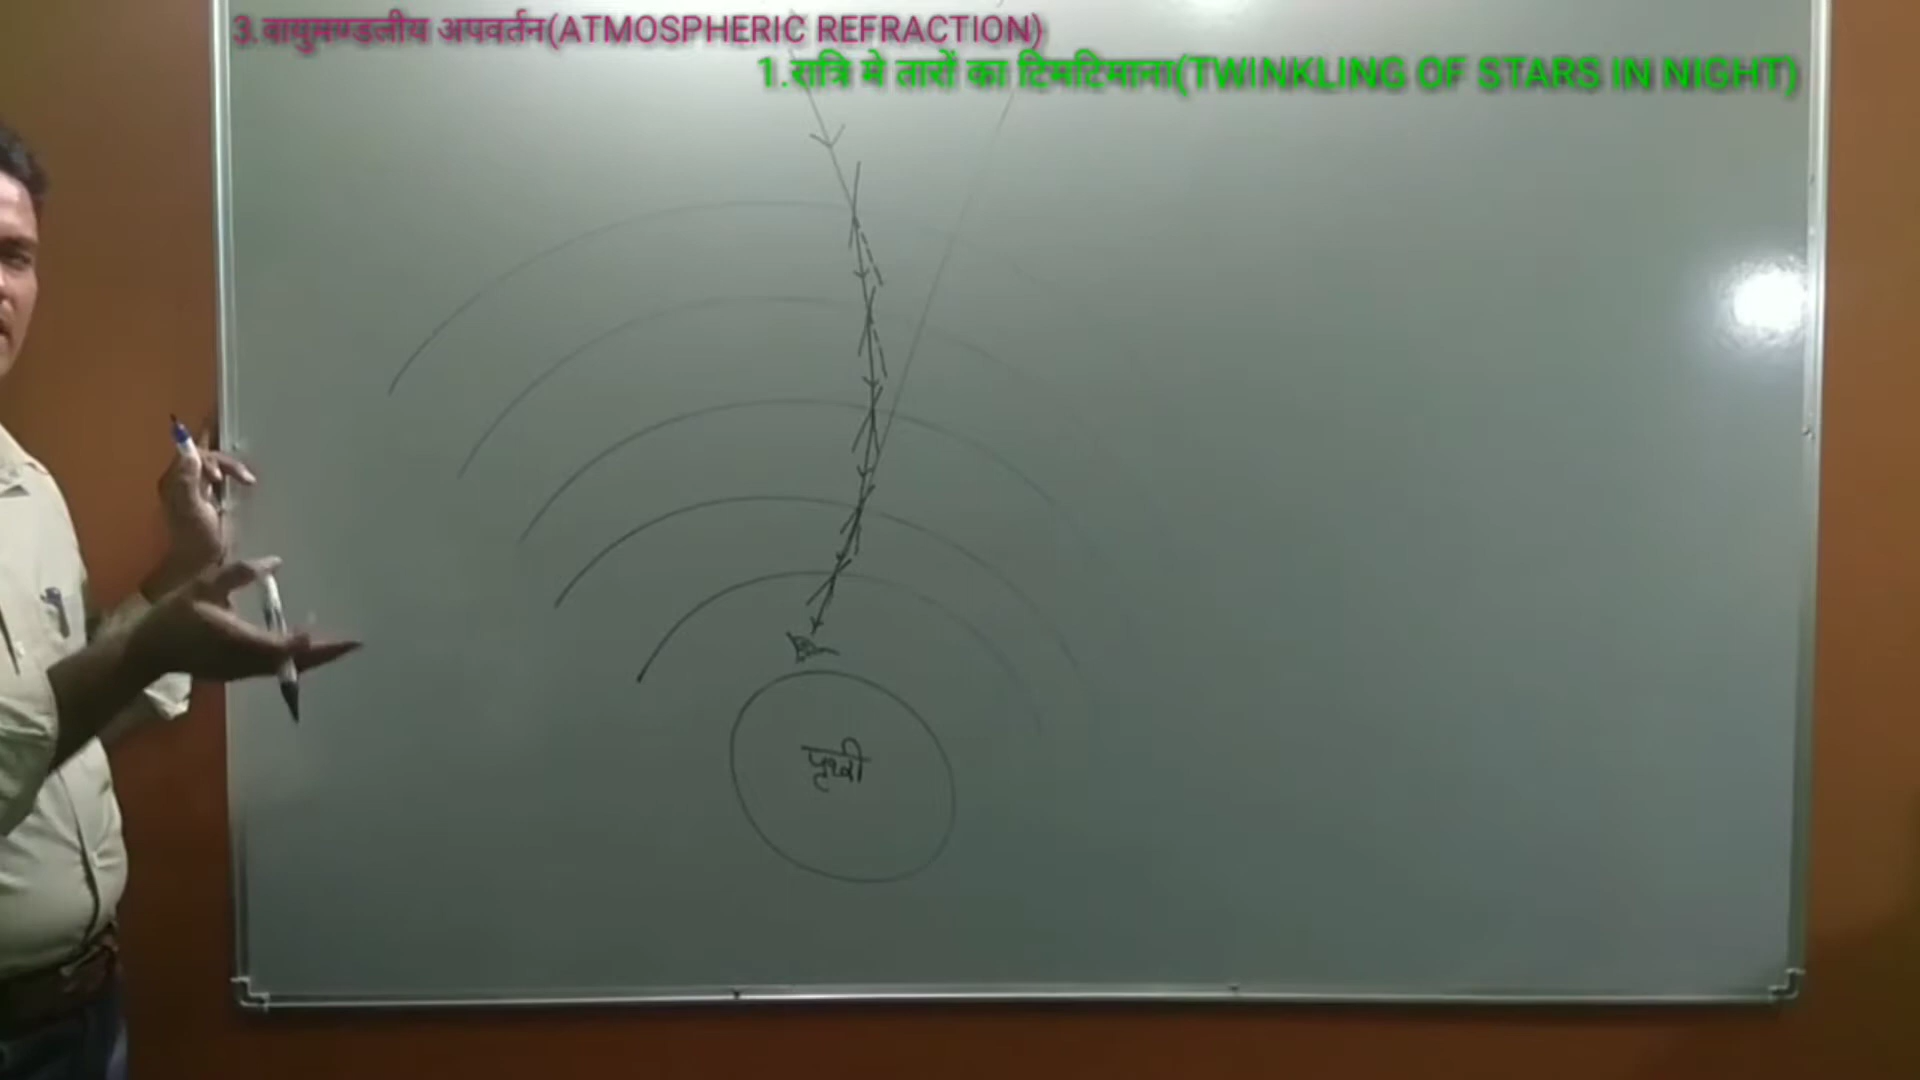 3.वायुमण्डलीय अपवर्तन(ATMOSPHERIC REFRACTION)
1.रात्रि मे तारों का टिमटिमाना(TWINKLING OF STARS IN NIGHT)
पृथ्वी